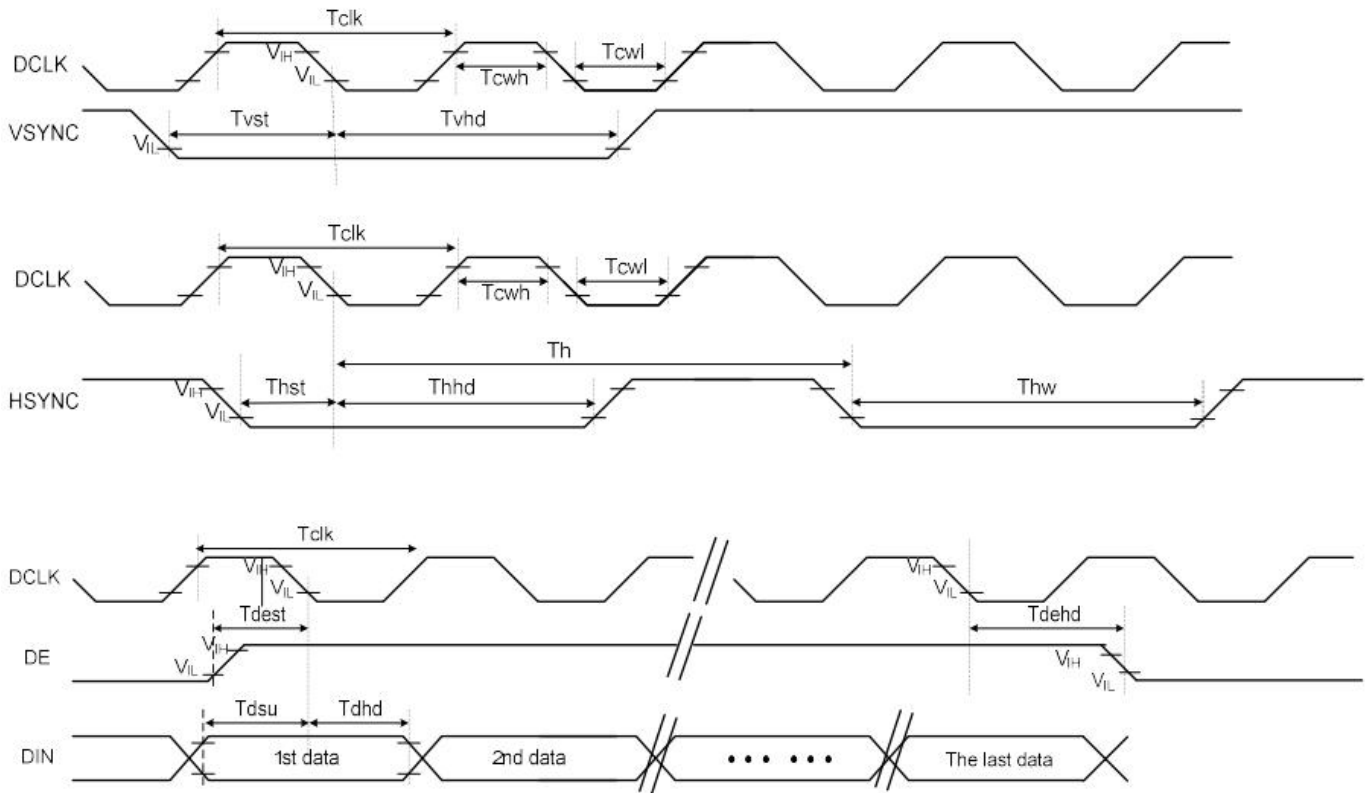 Tclk
DCLK
VIH
VIL
Tcwh
Tcwl
VSYNC
VIL
Tvst
Tvhd
Tclk
DCLK
VIH
VIL
Tcwh
Tcwl
Th
HSYNC
VIH
VIL
Thst
Thhd
Thw
Tclk
DCLK
VIH
VIL
VIH
VIL
Tdest
Tdehd
DE
VIH
VIL
VIH
VIL
Tdsu
Tdhd
DIN
1st data
2nd data
• • • • • •
The last data